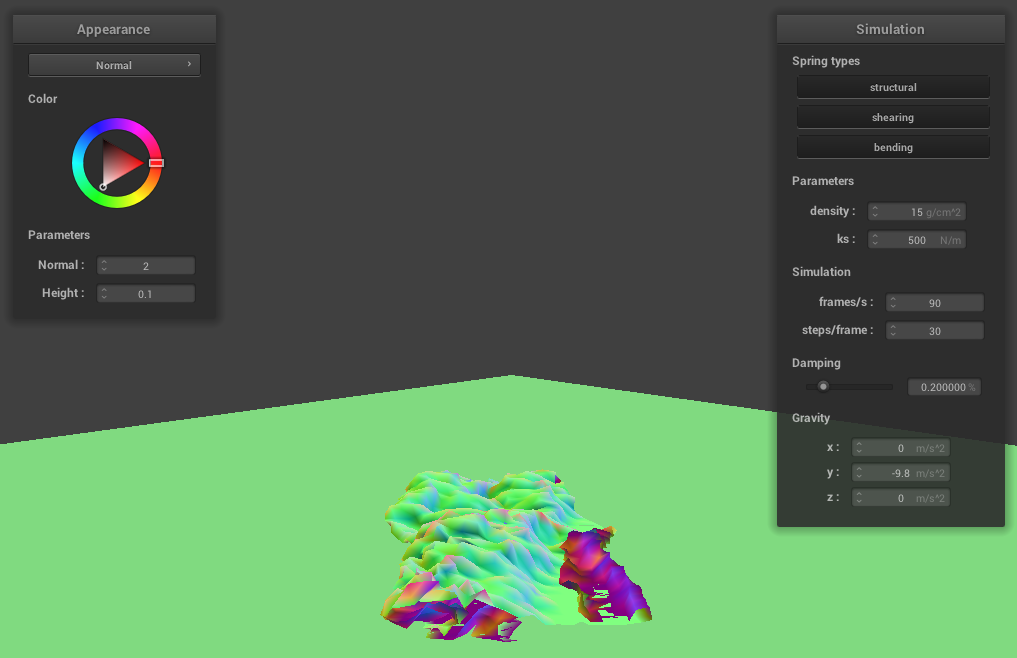 Appearance
Normal ›
Color
Parameters
Normal : 2
Height : 0.1
Simulation
Spring types
structural
shearing
bending
Parameters
density : 15 g/cm^2
ks : 500 N/m
Simulation
frames/s : 90
steps/frame : 30
Damping
0.200000 %
Gravity
x : 0 m/s^2
y : -9.8 m/s^2
z : 0 m/s^2